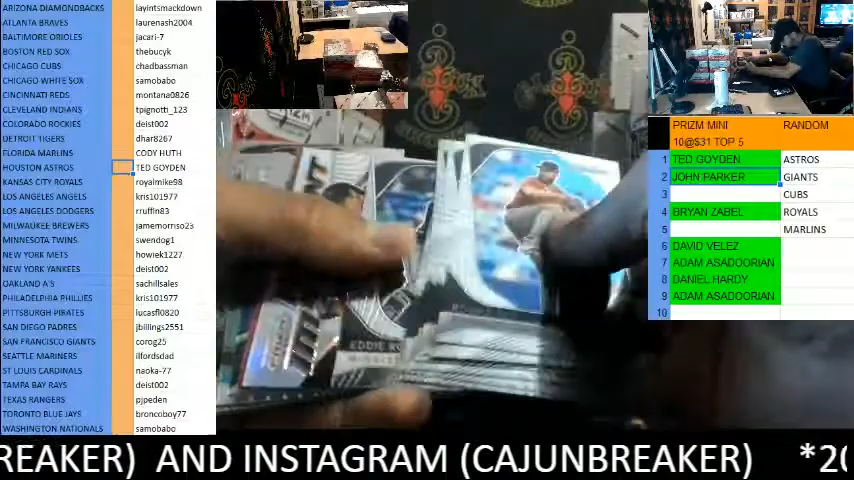 ARIZONA DIAMONDBACKS layintsmackdown
ATLANTA BRAVES laurenash2004
BALTIMORE ORIOLES jacari-7
BOSTON RED SOX thebucyk
CHICAGO CUBS chadbassman
CHICAGO WHITE SOX samobabo
CINCINNATI REDS montana0826
CLEVELAND INDIANS tpignotti_123
COLORADO ROCKIES deist002
DETROIT TIGERS dhar8267
FLORIDA MARLINS CODY HUTH
HOUSTON ASTROS TED GOYDEN
KANSAS CITY ROYALS royalmike98
LOS ANGELES ANGELS kris101977
LOS ANGELES DODGERS rruffin83
MILWAUKEE BREWERS jamemorriso23
MINNESOTA TWINS swendog1
NEW YORK METS howiek1227
NEW YORK YANKEES deist002
OAKLAND A'S sachillsales
PHILADELPHIA PHILLIES kris101977
PITTSBURGH PIRATES lucasfl0820
SAN DIEGO PADRES jbillings2551
SAN FRANCISCO GIANTS corog25
SEATTLE MARINERS ilfordsdad
ST LOUIS CARDINALS naoka-77
TAMPA BAY RAYS deist002
TEXAS RANGERS pjpeden
TORONTO BLUE JAYS broncoboy77
WASHINGTON NATIONALS samobabo
PRIZM MINI RANDOM
10@$31 TOP 5
1 TED GOYDEN ASTROS
2 JOHN PARKER GIANTS
3 CUBS
4 BRYAN ZABEL ROYALS
5 MARLINS
6 DAVID VELEZ
7 ADAM ASADOORIAN
8 DANIEL HARDY
9 ADAM ASADOORIAN
10
EDDIE
REAKER) AND INSTAGRAM (CAJUNBREAKER) *20